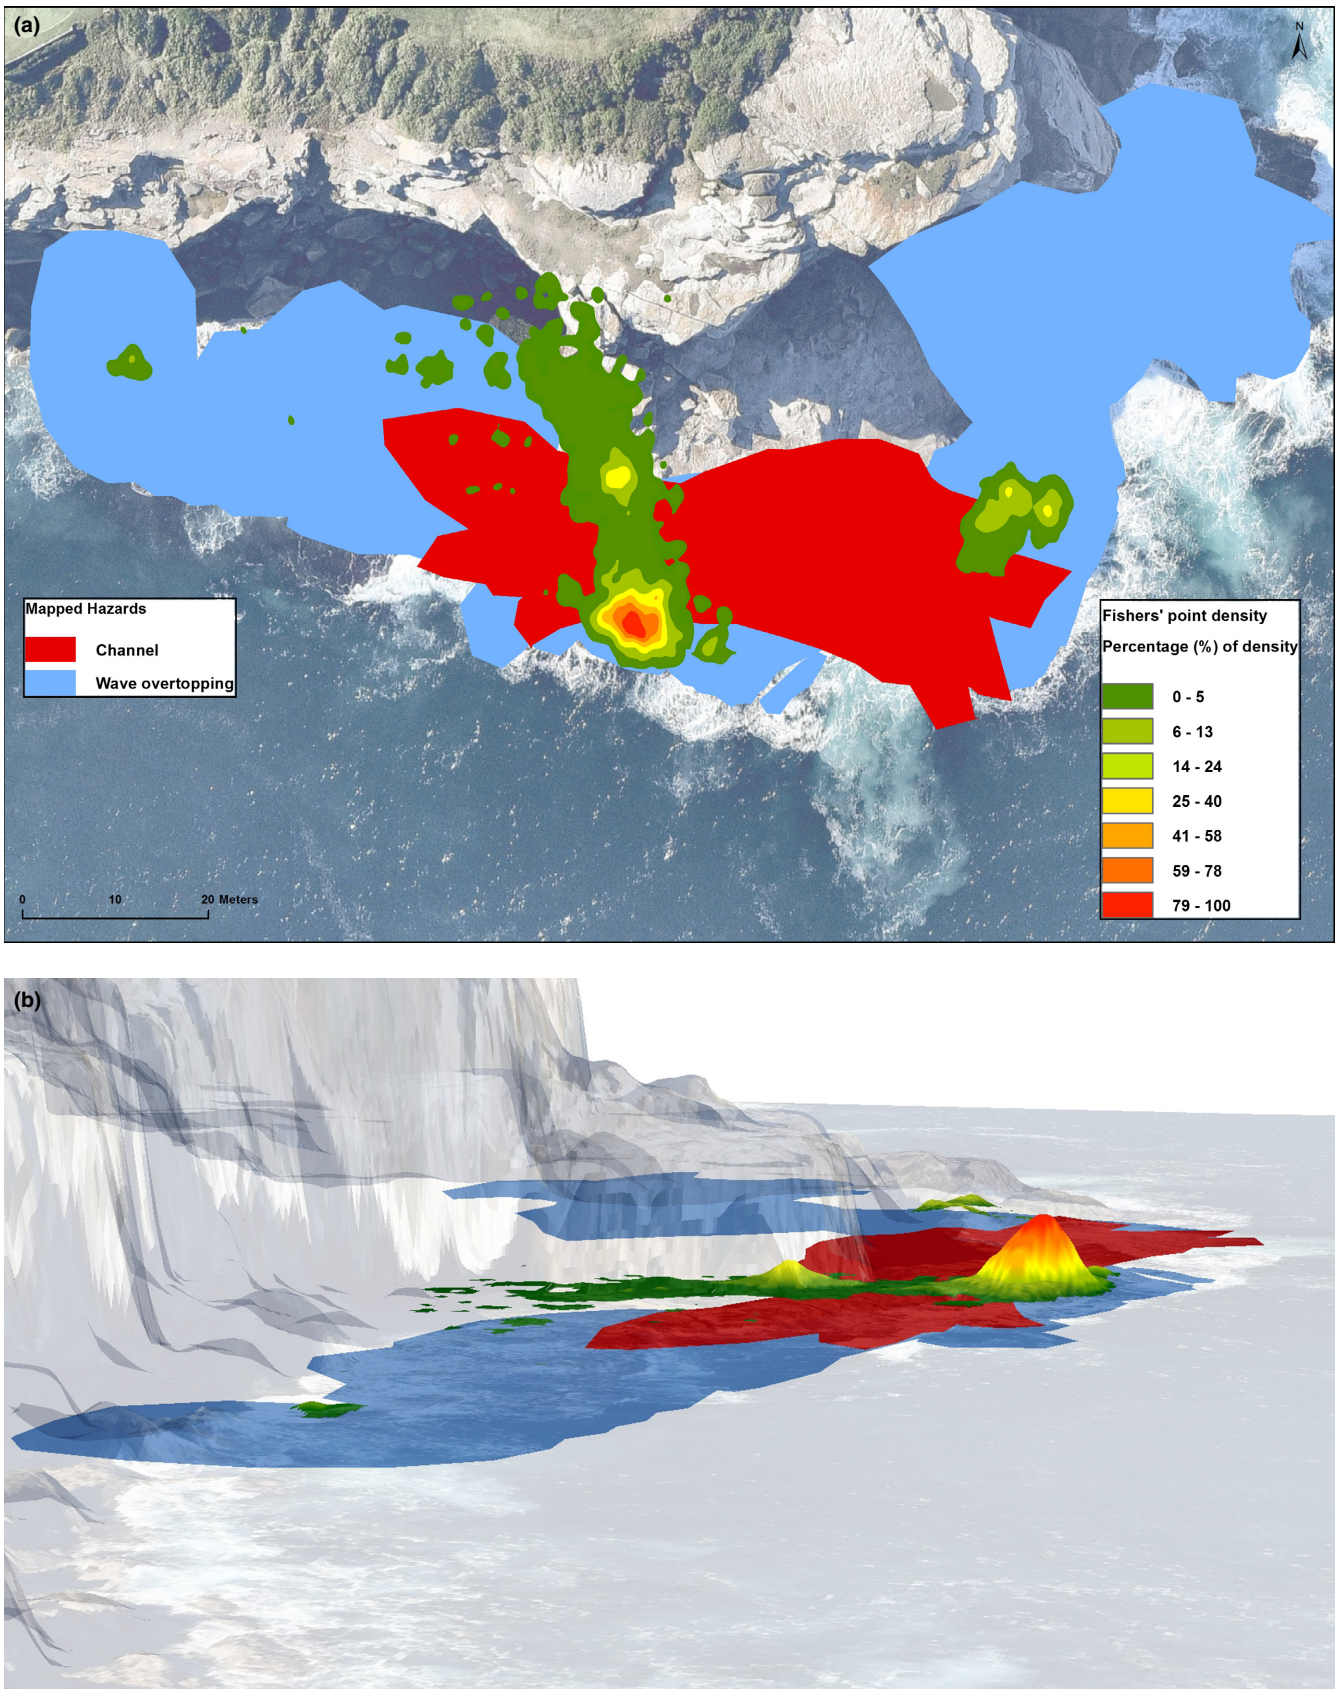 (a)
N
Mapped Hazards
Channel
Wave overtopping
Fishers' point density
Percentage (%) of density
0 - 5
6 - 13
14 - 24
25 - 40
41 - 58
59 - 78
79 - 100
0 10 20 Meters
(b)